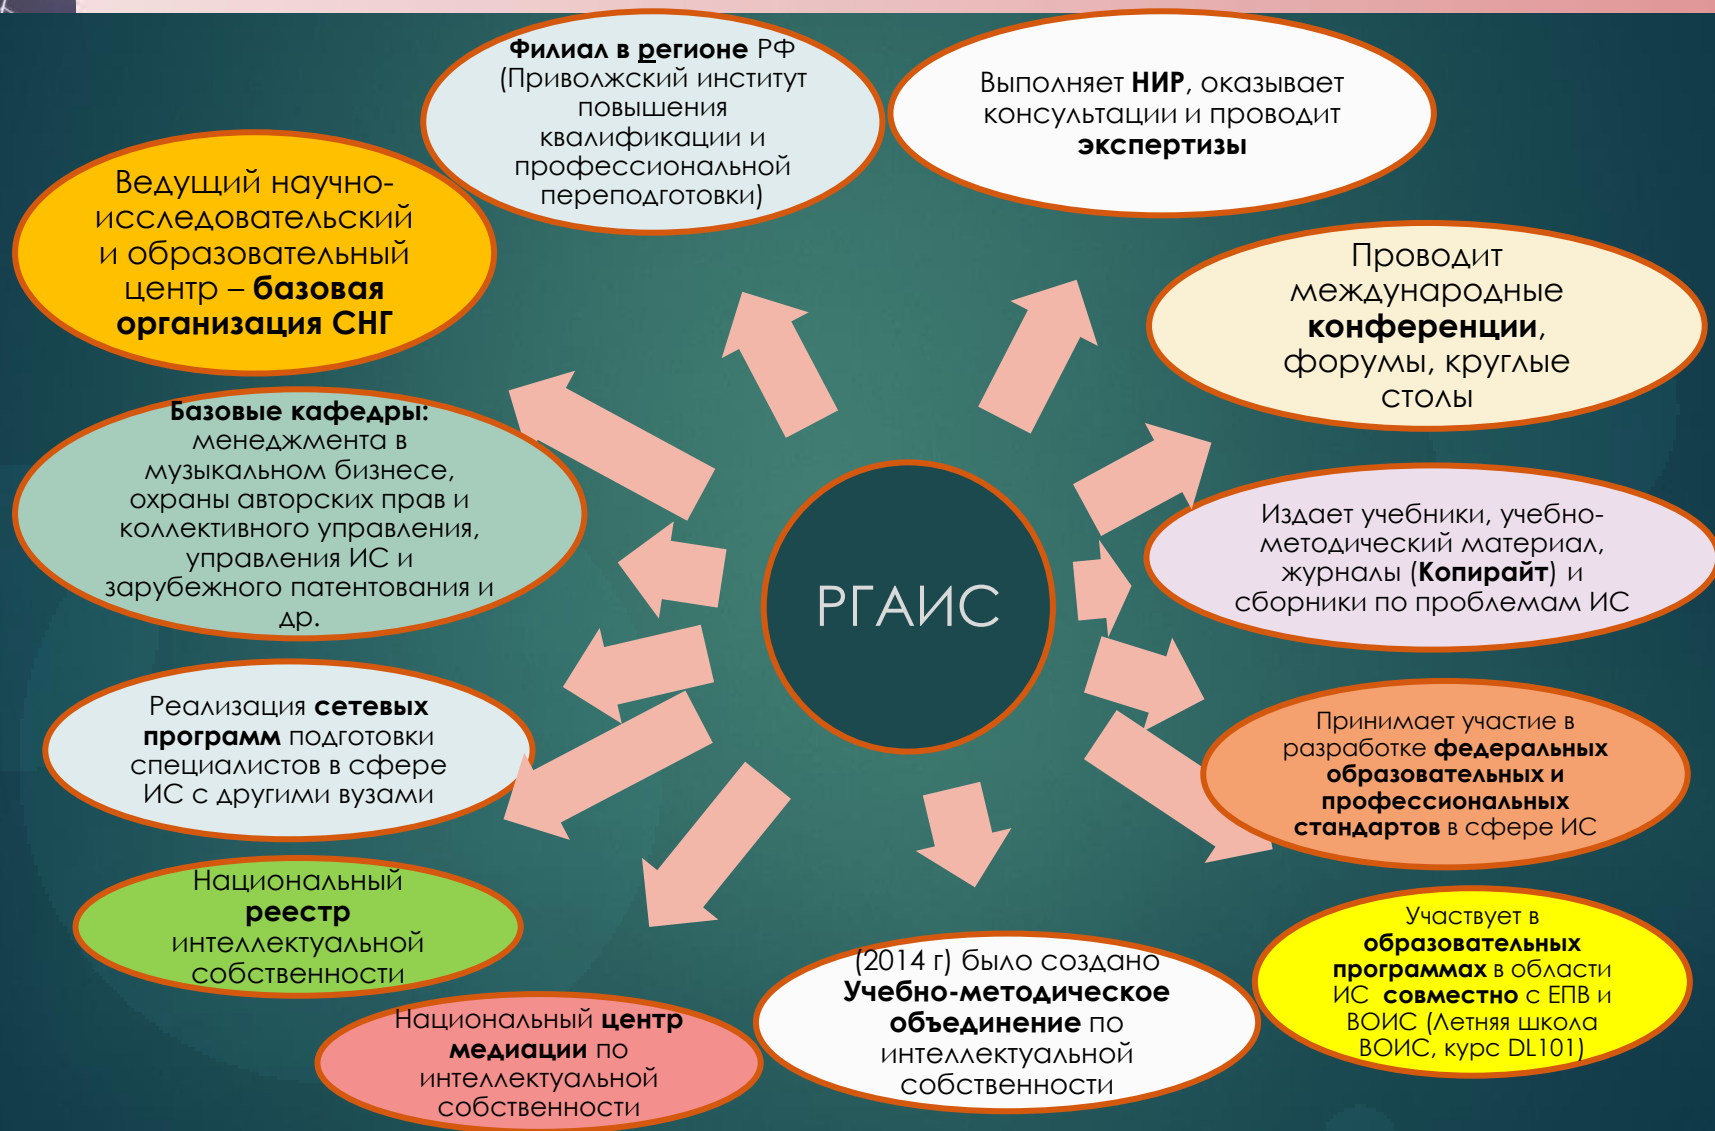 Филиал в регионе РФ
(Приволжский институт
повышения
квалификации и
профессиональной
переподготовки)
Выполняет НИР, оказывает
консультации и проводит
экспертизы
Ведущий научно-
исследовательский
и образовательный
центр – базовая
организация СНГ
Проводит
международные
конференции,
форумы, круглые
столы
Базовые кафедры:
менеджмента в
музыкальном бизнесе,
охраны авторских прав и
коллективного управления,
управления ИС и
зарубежного патентования и
др.
РГАИС
Издает учебники, учебно-
методический материал,
журналы (Копирайт) и
сборники по проблемам ИС
Реализация сетевых
программ подготовки
специалистов в сфере
ИС с другими вузами
Принимает участие в
разработке федеральных
образовательных и
профессиональных
стандартов в сфере ИС
Национальный
реестр
интеллектуальной
собственности
Участвует в
образовательных
программах в области
ИС совместно с ЕПВ и
ВОИС (Летняя школа
ВОИС, курс DL101)
Национальный центр
медиации по
интеллектуальной
собственности
(2014 г) было создано
Учебно-методическое
объединение по
интеллектуальной
собственности